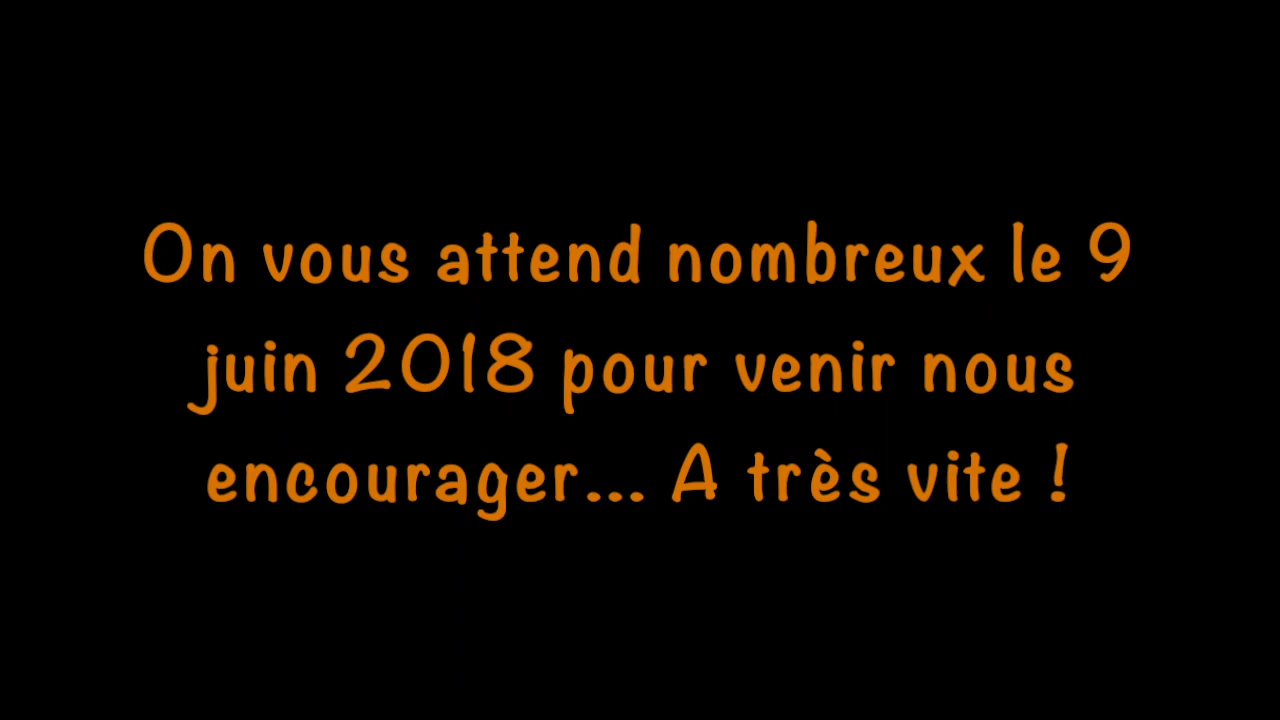 On vous attend nombreux le 9
juin 2018 pour venir nous
encourager... A très vite !